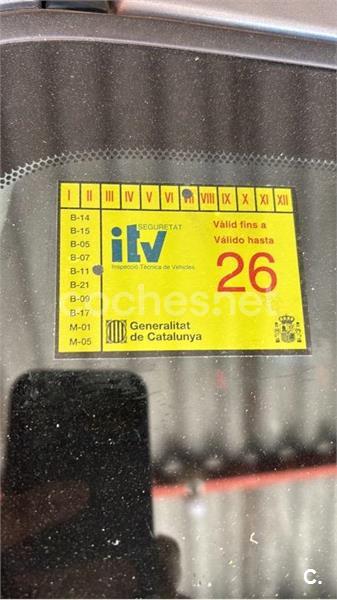 I II III IV V VI VII VIII IX X XI XII
B-14
B-15
B-05
B-07
B-11
B-21
B-09
B-17
M-01
M-05
SEGURETAT
itv
Inspecció Tècnica de Vehicles
Vàlid fins a
Válido hasta
26
coches.net
Generalitat
de Catalunya
C.